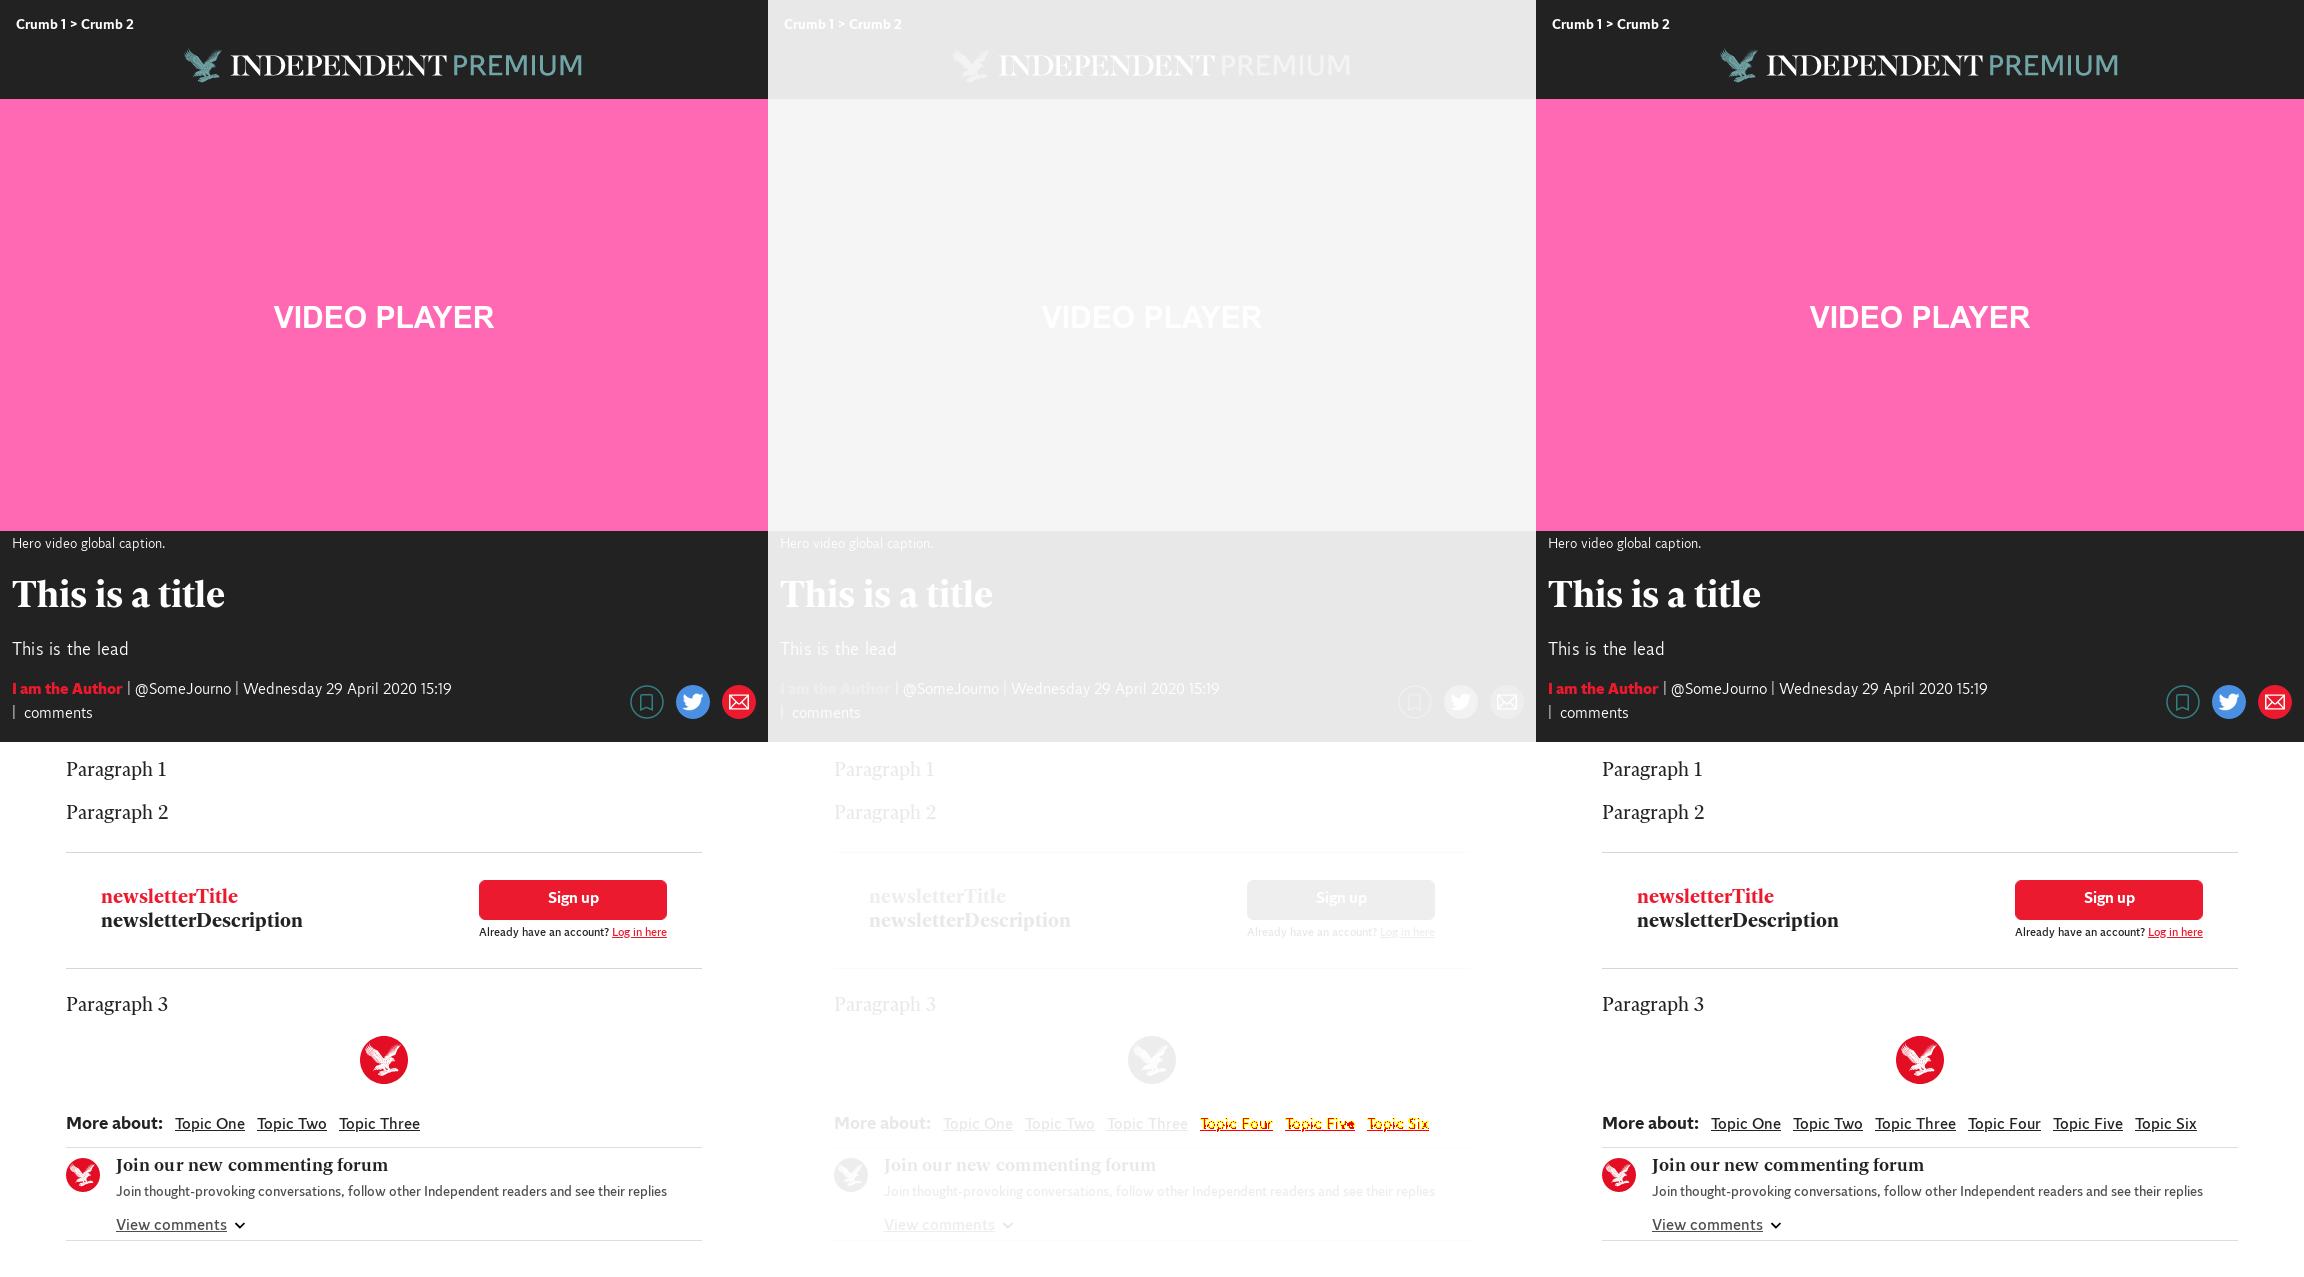 Crumb 1 > Crumb 2
INDEPENDENT PREMIUM
VIDEO PLAYER
Hero video global caption.
This is a title
This is the lead
I am the Author | @SomeJourno | Wednesday 29 April 2020 15:19
| comments
Paragraph 1
Paragraph 2
newsletterTitle
newsletterDescription
Sign up
Already have an account? Log in here
Paragraph 3
More about: Topic One Topic Two Topic Three
Join our new commenting forum
Join thought-provoking conversations, follow other Independent readers and see their replies
View comments
Crumb 1 > Crumb 2
INDEPENDENT PREMIUM
VIDEO PLAYER
Hero video global caption.
This is a title
This is the lead
I am the Author | @SomeJourno | Wednesday 29 April 2020 15:19
| comments
Paragraph 1
Paragraph 2
newsletterTitle
newsletterDescription
Sign up
Already have an account? Log in here
Paragraph 3
More about: Topic One Topic Two Topic Three Topic Four Topic Five Topic Six
Join our new commenting forum
Join thought-provoking conversations, follow other Independent readers and see their replies
View comments
Crumb 1 > Crumb 2
INDEPENDENT PREMIUM
VIDEO PLAYER
Hero video global caption.
This is a title
This is the lead
I am the Author | @SomeJourno | Wednesday 29 April 2020 15:19
| comments
Paragraph 1
Paragraph 2
newsletterTitle
newsletterDescription
Sign up
Already have an account? Log in here
Paragraph 3
More about: Topic One Topic Two Topic Three Topic Four Topic Five Topic Six
Join our new commenting forum
Join thought-provoking conversations, follow other Independent readers and see their replies
View comments